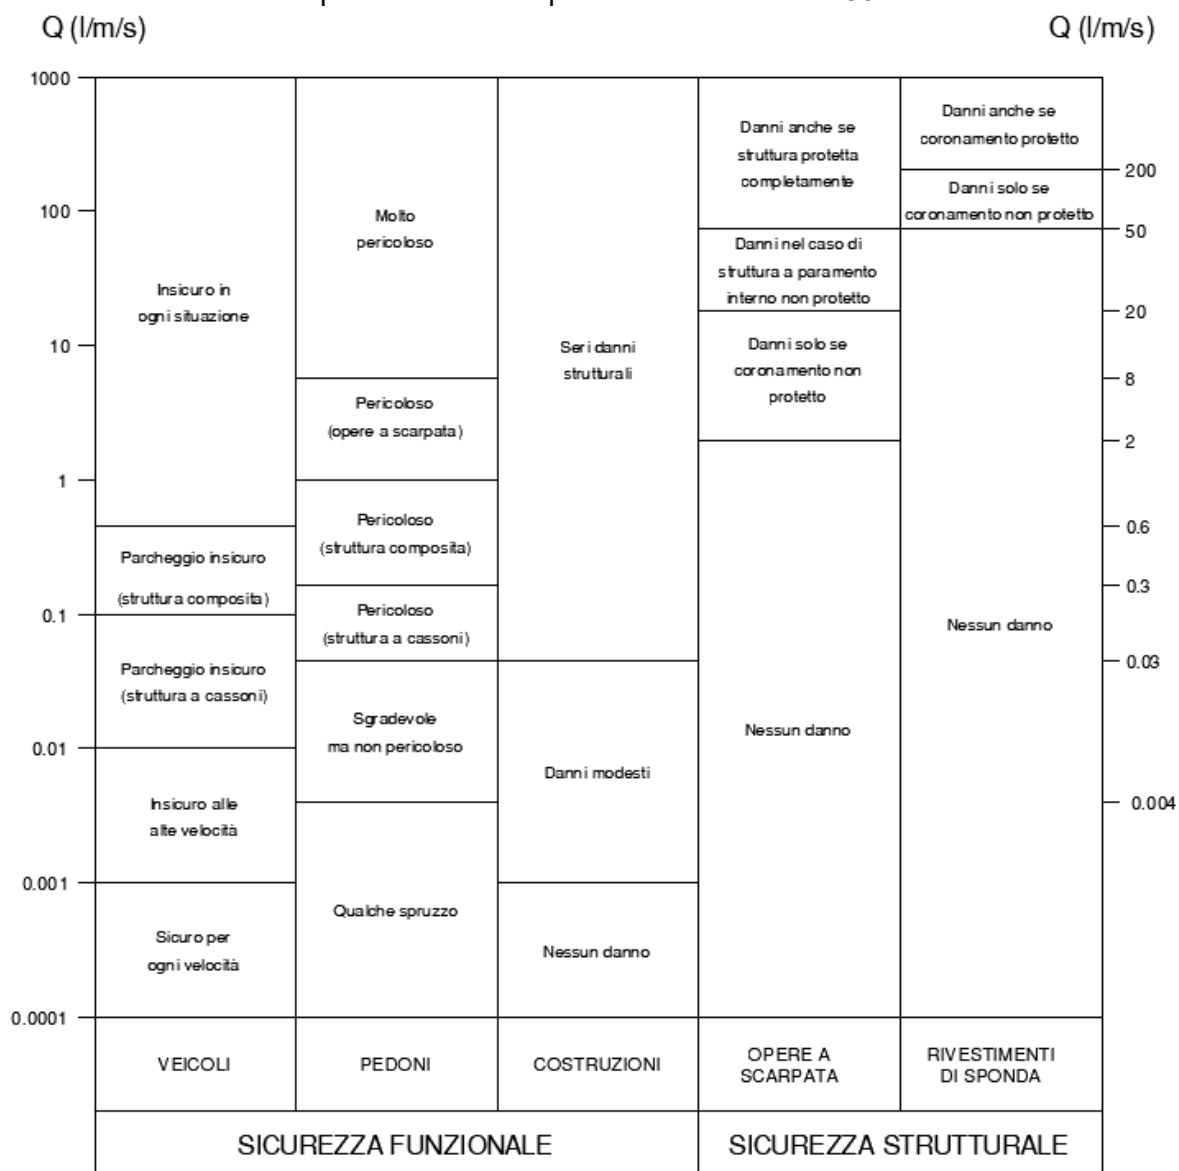 Q (l/m/s)
Q (l/m/s)
1000
100
10
1
0.1
0.01
0.001
0.0001
Insicuro in
ogni situazione
Parcheggio insicuro
(struttura composita)
Parcheggio insicuro
(struttura a cassoni)
Insicuro alle
alte velocità
Sicuro per
ogni velocità
Molto
pericoloso
Pericoloso
(opere a scarpata)
Pericoloso
(struttura composita)
Pericoloso
(struttura a cassoni)
Sgradevole
ma non pericoloso
Qualche spruzzo
Seri danni
strutturali
Danni modesti
Nessun danno
Danni anche se
struttura protetta
completamente
Danni nel caso di
struttura a paramento
interno non protetto
Danni solo se
coronamento non
protetto
Nessun danno
Danni anche se
coronamento protetto
Danni solo se
coronamento non protetto
Nessun danno
200
50
20
8
2
0.6
0.3
0.03
0.004
VEICOLI
PEDONI
COSTRUZIONI
OPERE A
SCARPATA
RIVESTIMENTI
DI SPONDA
SICUREZZA FUNZIONALE
SICUREZZA STRUTTURALE